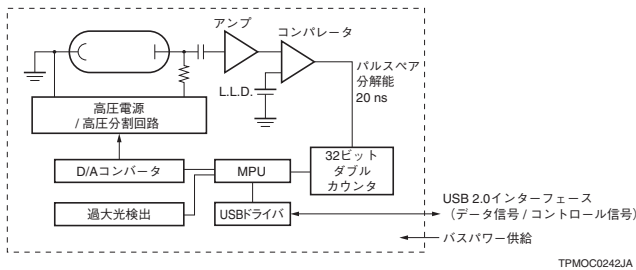 アンプ
コンパレータ
パルスペア
分解能
20 ns
L.L.D.
高圧電源
/ 高圧分割回路
32ビット
ダブル
カウンタ
D/Aコンバータ
MPU
過大光検出
USBドライバ
USB 2.0インターフェース
（データ信号 / コントロール信号）
バスパワー供給
TPMOC0242JA